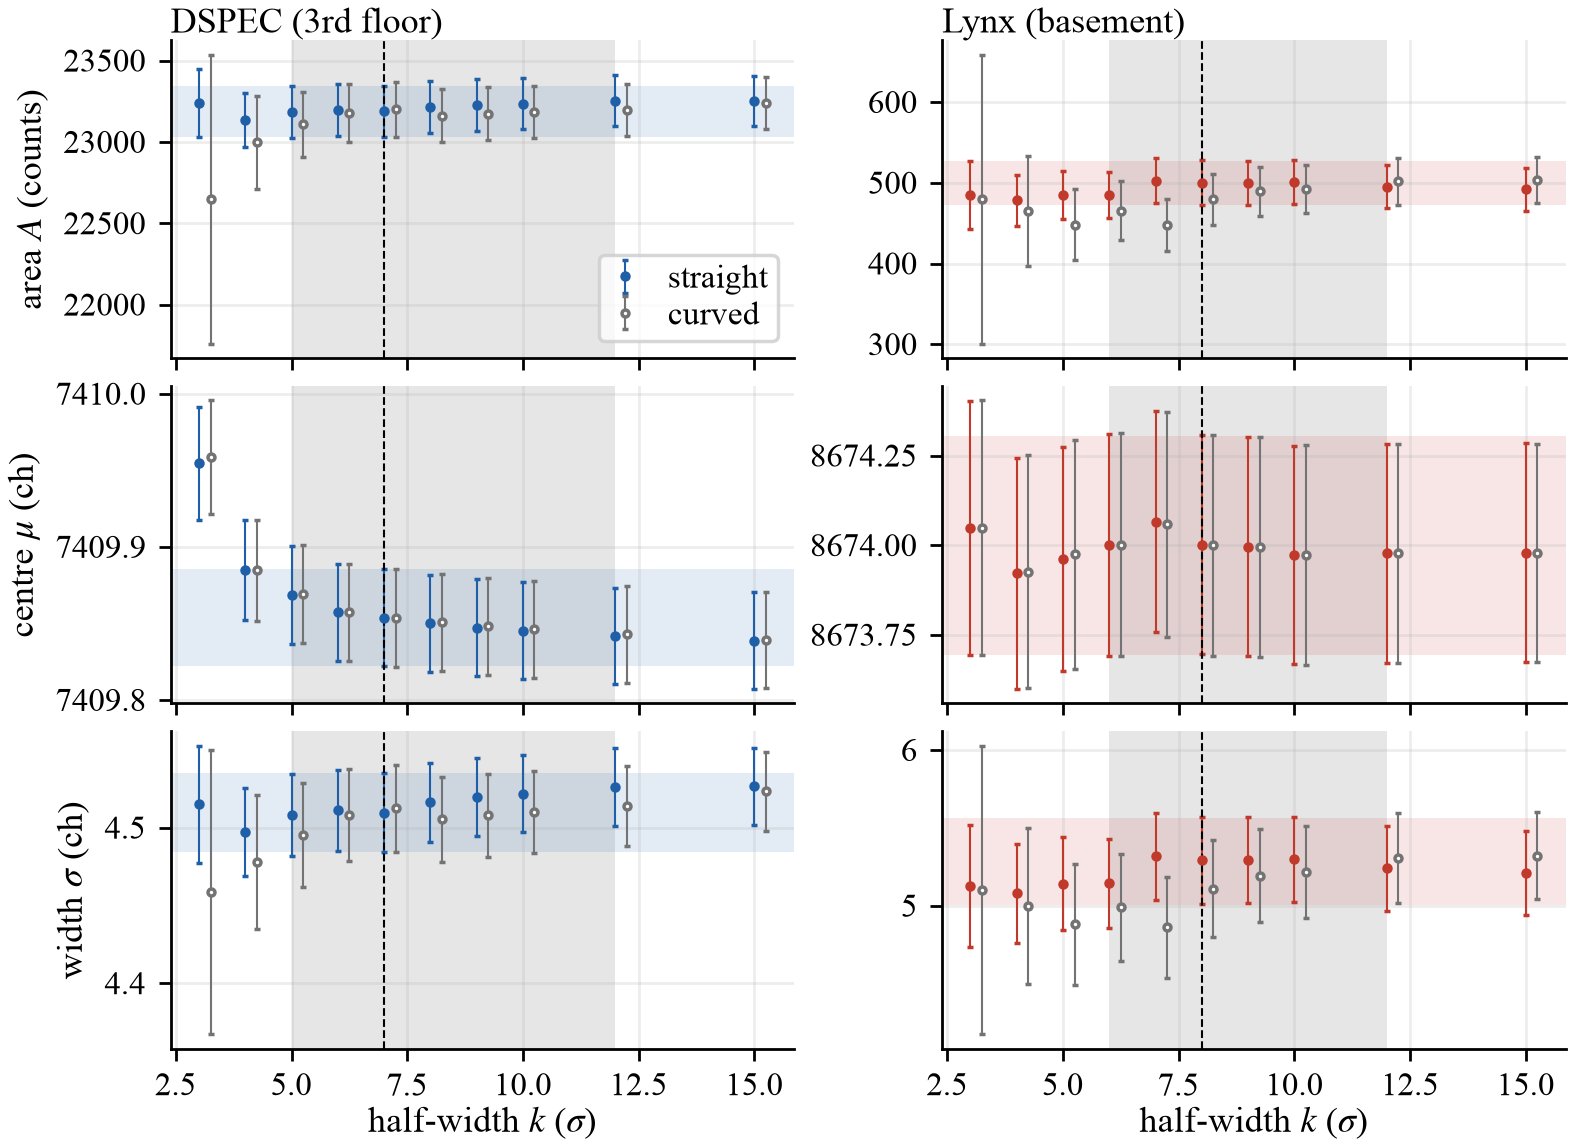 DSPEC (3rd floor)
Lynx (basement)
area A (counts)
23500
23000
22500
22000
straight
curved
600
500
400
300
centre μ (ch)
7410.0
7409.9
7409.8
8674.25
8674.00
8673.75
width σ (ch)
4.5
4.4
6
5
2.5 5.0 7.5 10.0 12.5 15.0
2.5 5.0 7.5 10.0 12.5 15.0
half-width k (σ)
half-width k (σ)